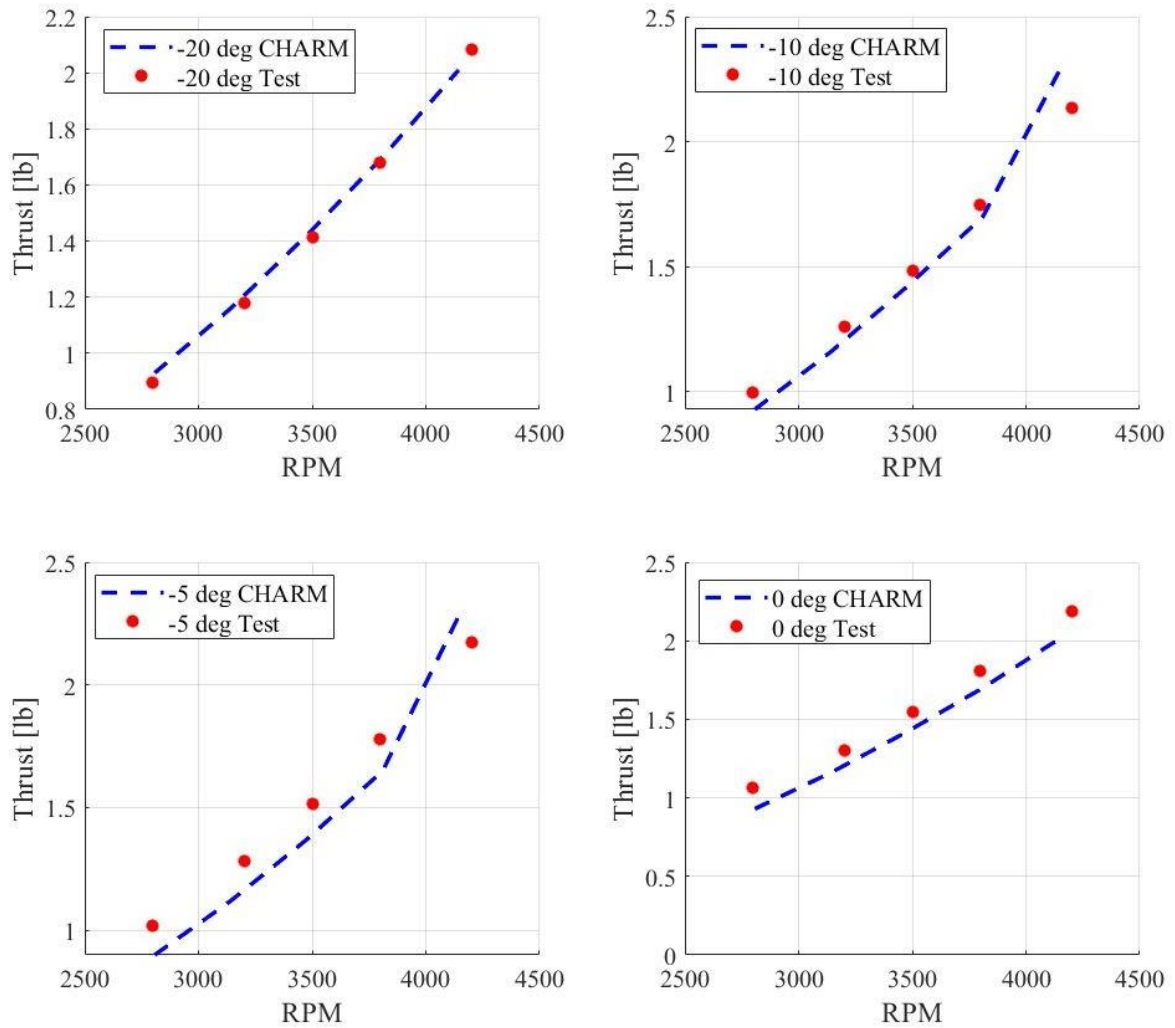 2.2
2
1.8
1.6
1.4
1.2
1
0.8
Thrust [lb]
-20 deg CHARM
-20 deg Test
2500 3000 3500 4000 4500
RPM
2.5
2
1.5
1
Thrust [lb]
-10 deg CHARM
-10 deg Test
2500 3000 3500 4000 4500
RPM
2.5
2
1.5
1
Thrust [lb]
-5 deg CHARM
-5 deg Test
2500 3000 3500 4000 4500
RPM
2.5
2
1.5
1
0.5
0
Thrust [lb]
0 deg CHARM
0 deg Test
2500 3000 3500 4000 4500
RPM